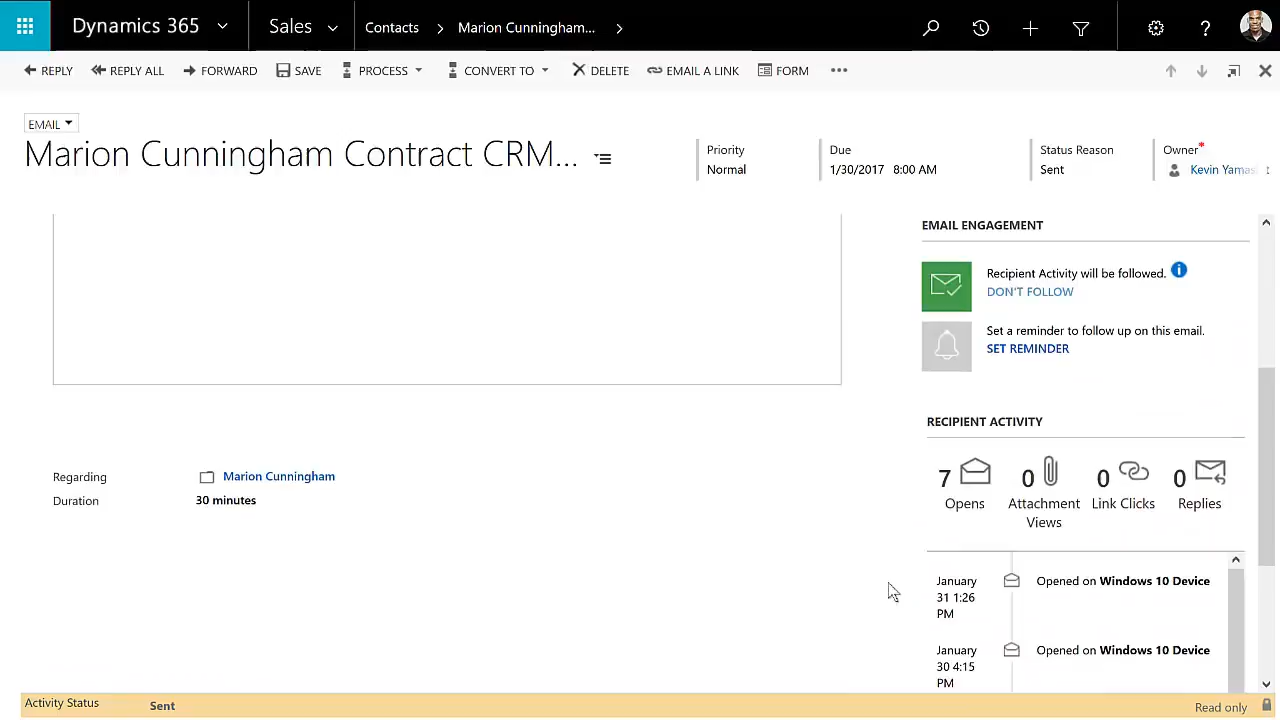 Dynamics 365 Sales Contacts Marion Cunningham...
REPLY REPLY ALL FORWARD SAVE PROCESS CONVERT TO DELETE EMAIL A LINK FORM
EMAIL
Marion Cunningham Contract CRM...
Priority
Normal
Due
1/30/2017 8:00 AM
Status Reason
Sent
Owner*
Kevin Yamas
EMAIL ENGAGEMENT
Recipient Activity will be followed.
DON'T FOLLOW
Set a reminder to follow up on this email.
SET REMINDER
Regarding Marion Cunningham
Duration 30 minutes
RECIPIENT ACTIVITY
7 Opens
0 Attachment
Views
0 Link Clicks
0 Replies
January
31 1:26
PM
Opened on Windows 10 Device
January
30 4:15
PM
Opened on Windows 10 Device
Activity Status Sent Read only